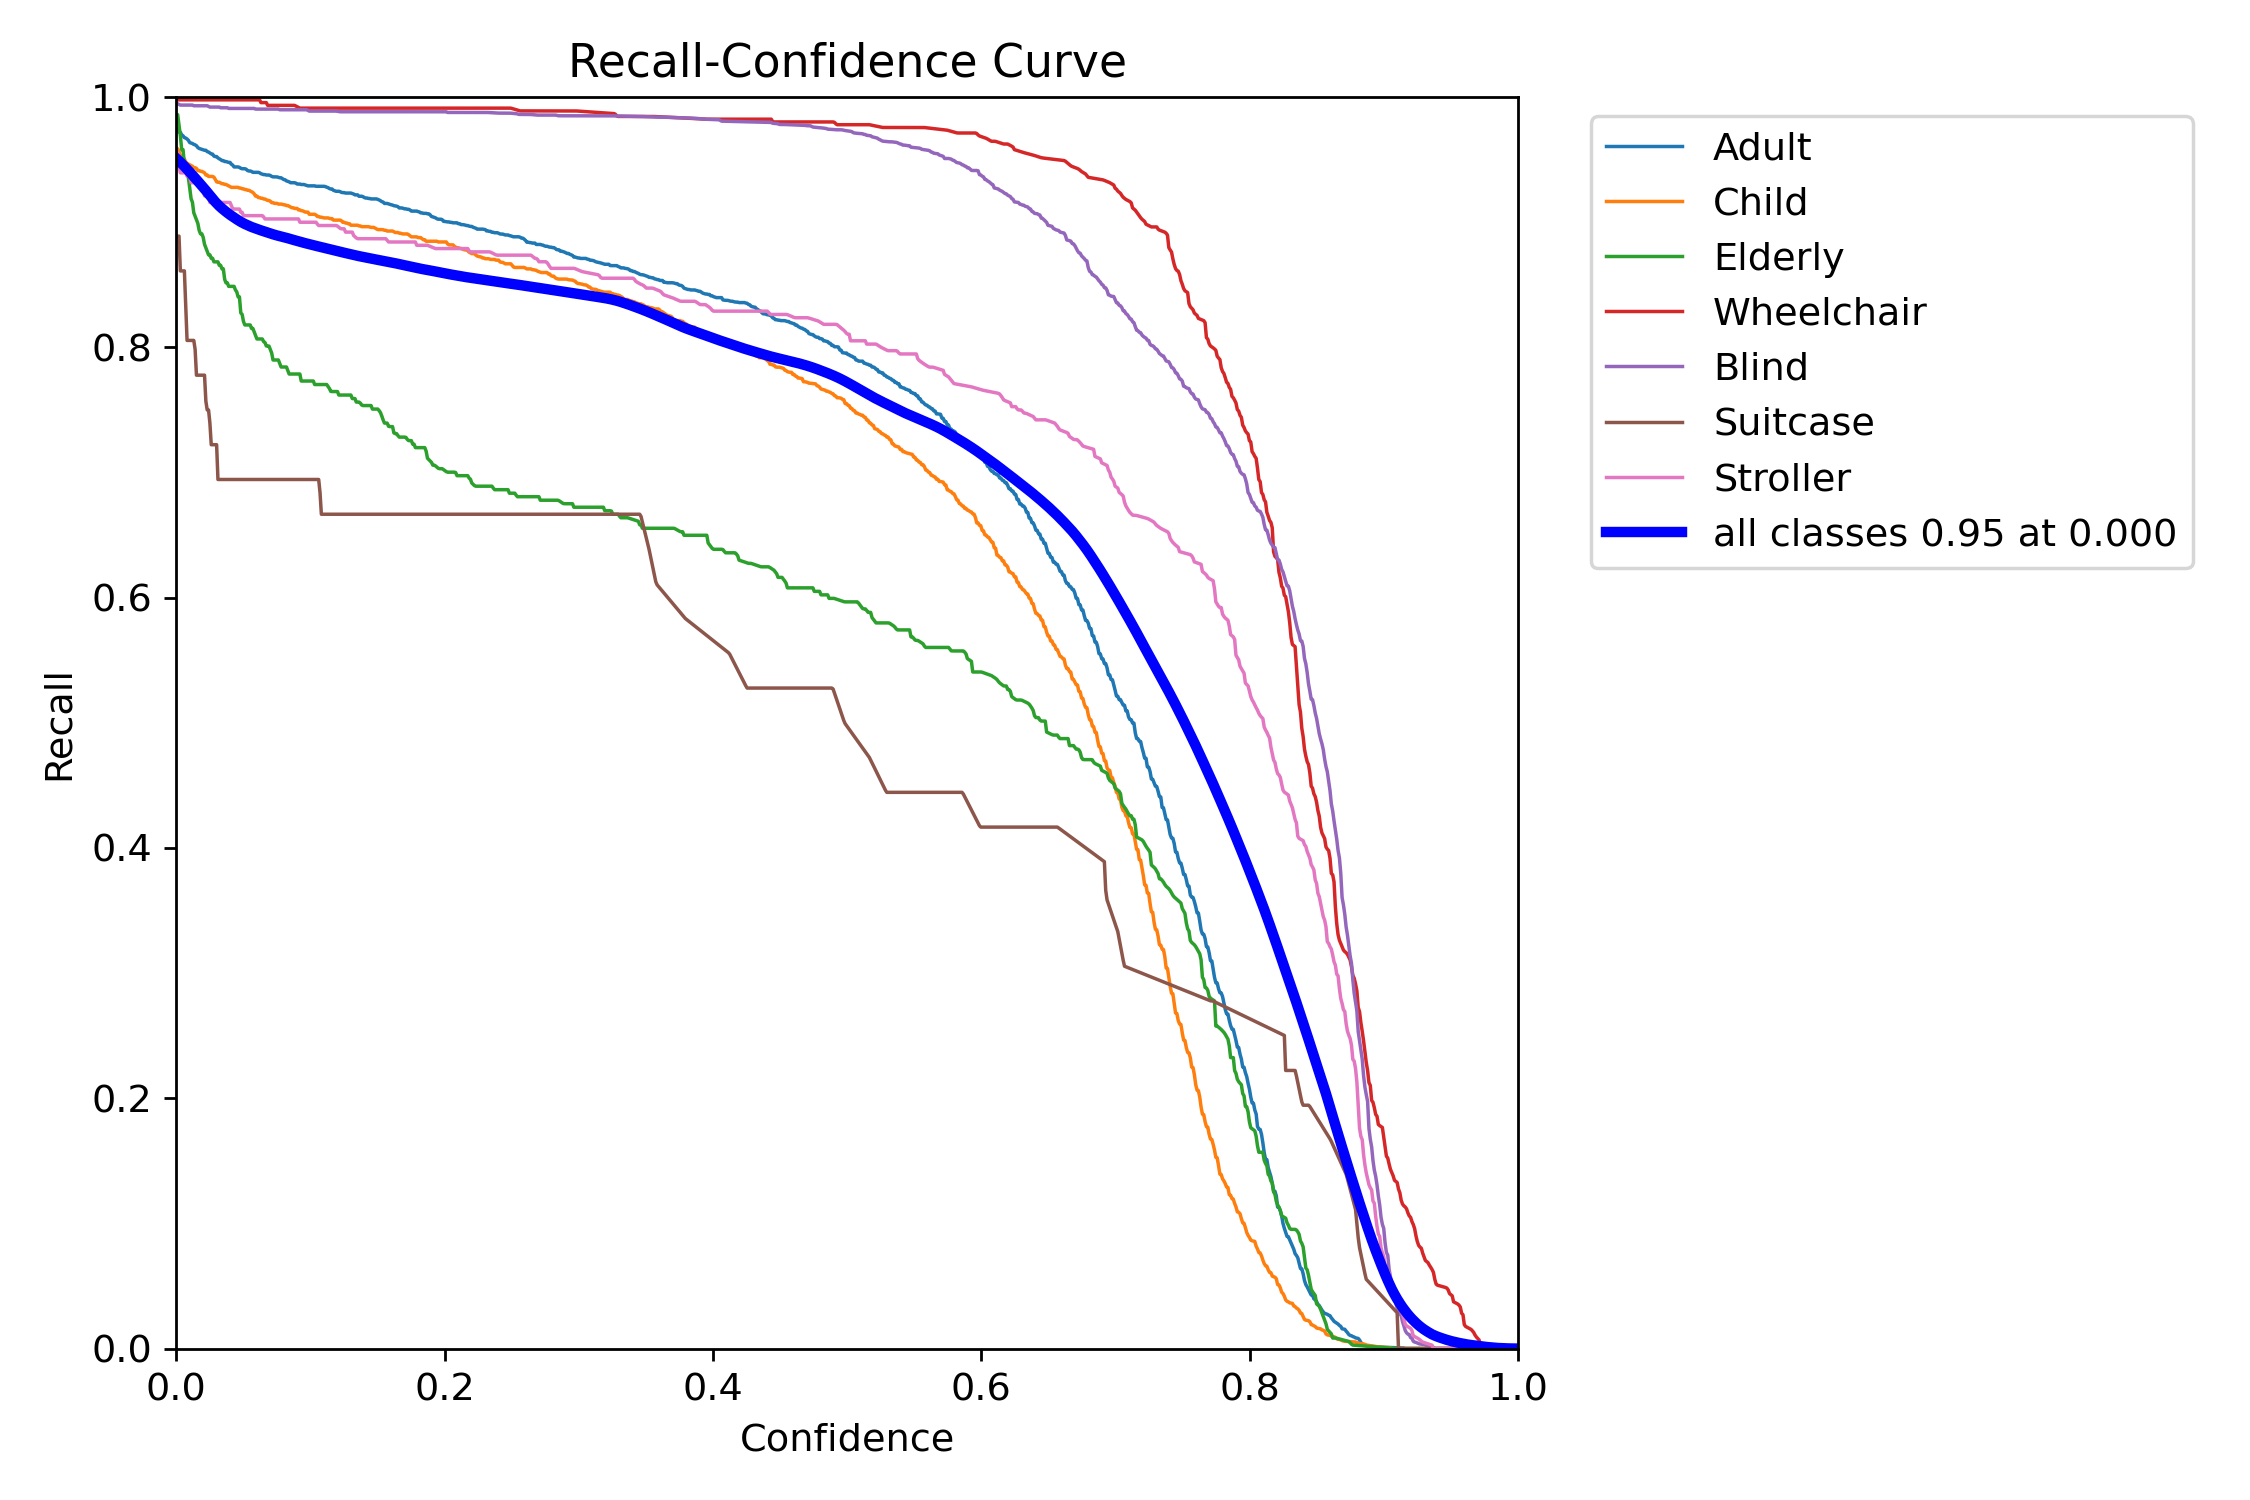 Recall-Confidence Curve
1.0
0.8
0.6
0.4
0.2
0.0
Recall
0.0 0.2 0.4 0.6 0.8 1.0
Confidence
Adult
Child
Elderly
Wheelchair
Blind
Suitcase
Stroller
all classes 0.95 at 0.000